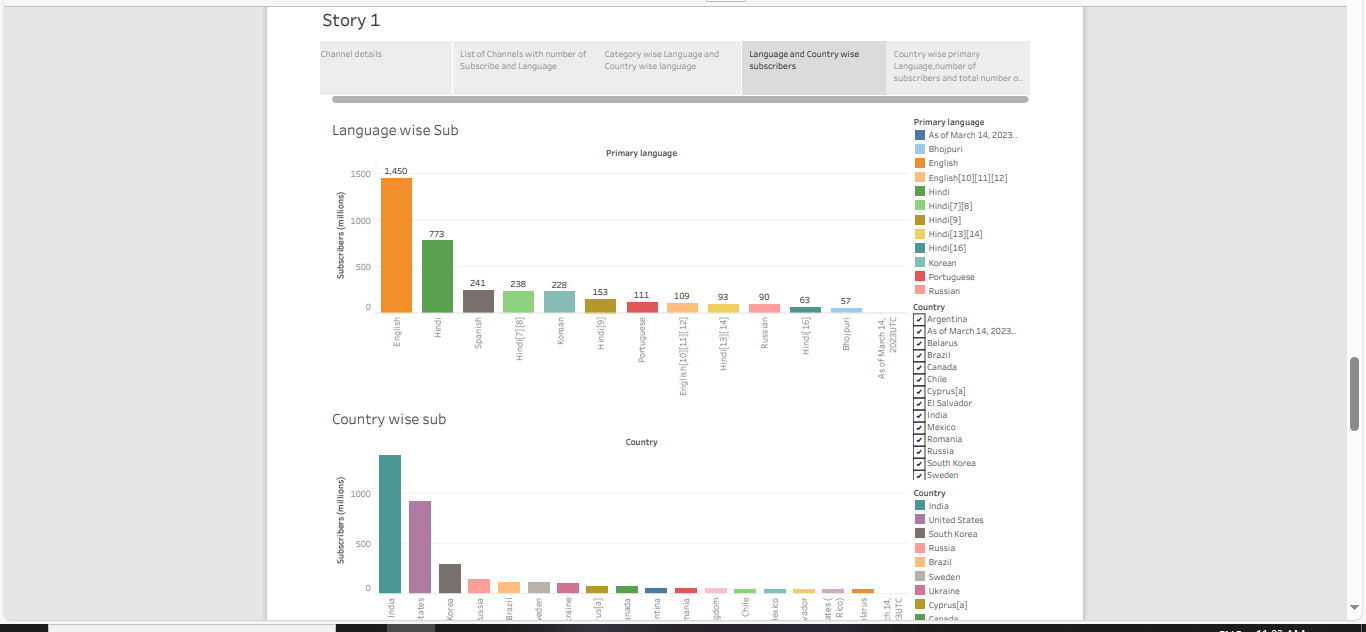 Story 1
Channel details
List of Channels with number of
Subscribe and Language
Category wise Language and
Country wise language
Language and Country wise
subscribers
Country wise primary
Language,number of
subscribers and total number o..
Language wise Sub
Primary language
Subscribers (millions)
1500
1000
500
0
1,450
773
241
238
228
153
111
109
93
90
63
57
English
Hindi
Spanish
Hindi[7][8]
Korean
Hindi[9]
Portuguese
English[10][11][12]
Hindi[13][14]
Russian
Hindi[16]
Bhojpuri
As of March 14,
2023UTC
Primary language
As of March 14, 2023..
Bhojpuri
English
English[10][11][12]
Hindi
Hindi[7][8]
Hindi[9]
Hindi[13][14]
Hindi[16]
Korean
Portuguese
Russian
Country
Argentina
As of March 14, 2023..
Belarus
Brazil
Canada
Chile
Cyprus[a]
El Salvador
India
Mexico
Romania
Russia
South Korea
Sweden
Country wise sub
Country
Subscribers (millions)
1000
500
0
India
tates
Korea
ussia
Brazil
eden
raine
us[a]
nada
ntina
mania
gdom
Chile
exico
vador
ates (
Rico)
larus
ch 14,
23UTC
Country
India
United States
South Korea
Russia
Brazil
Sweden
Ukraine
Cyprus[a]
Canada